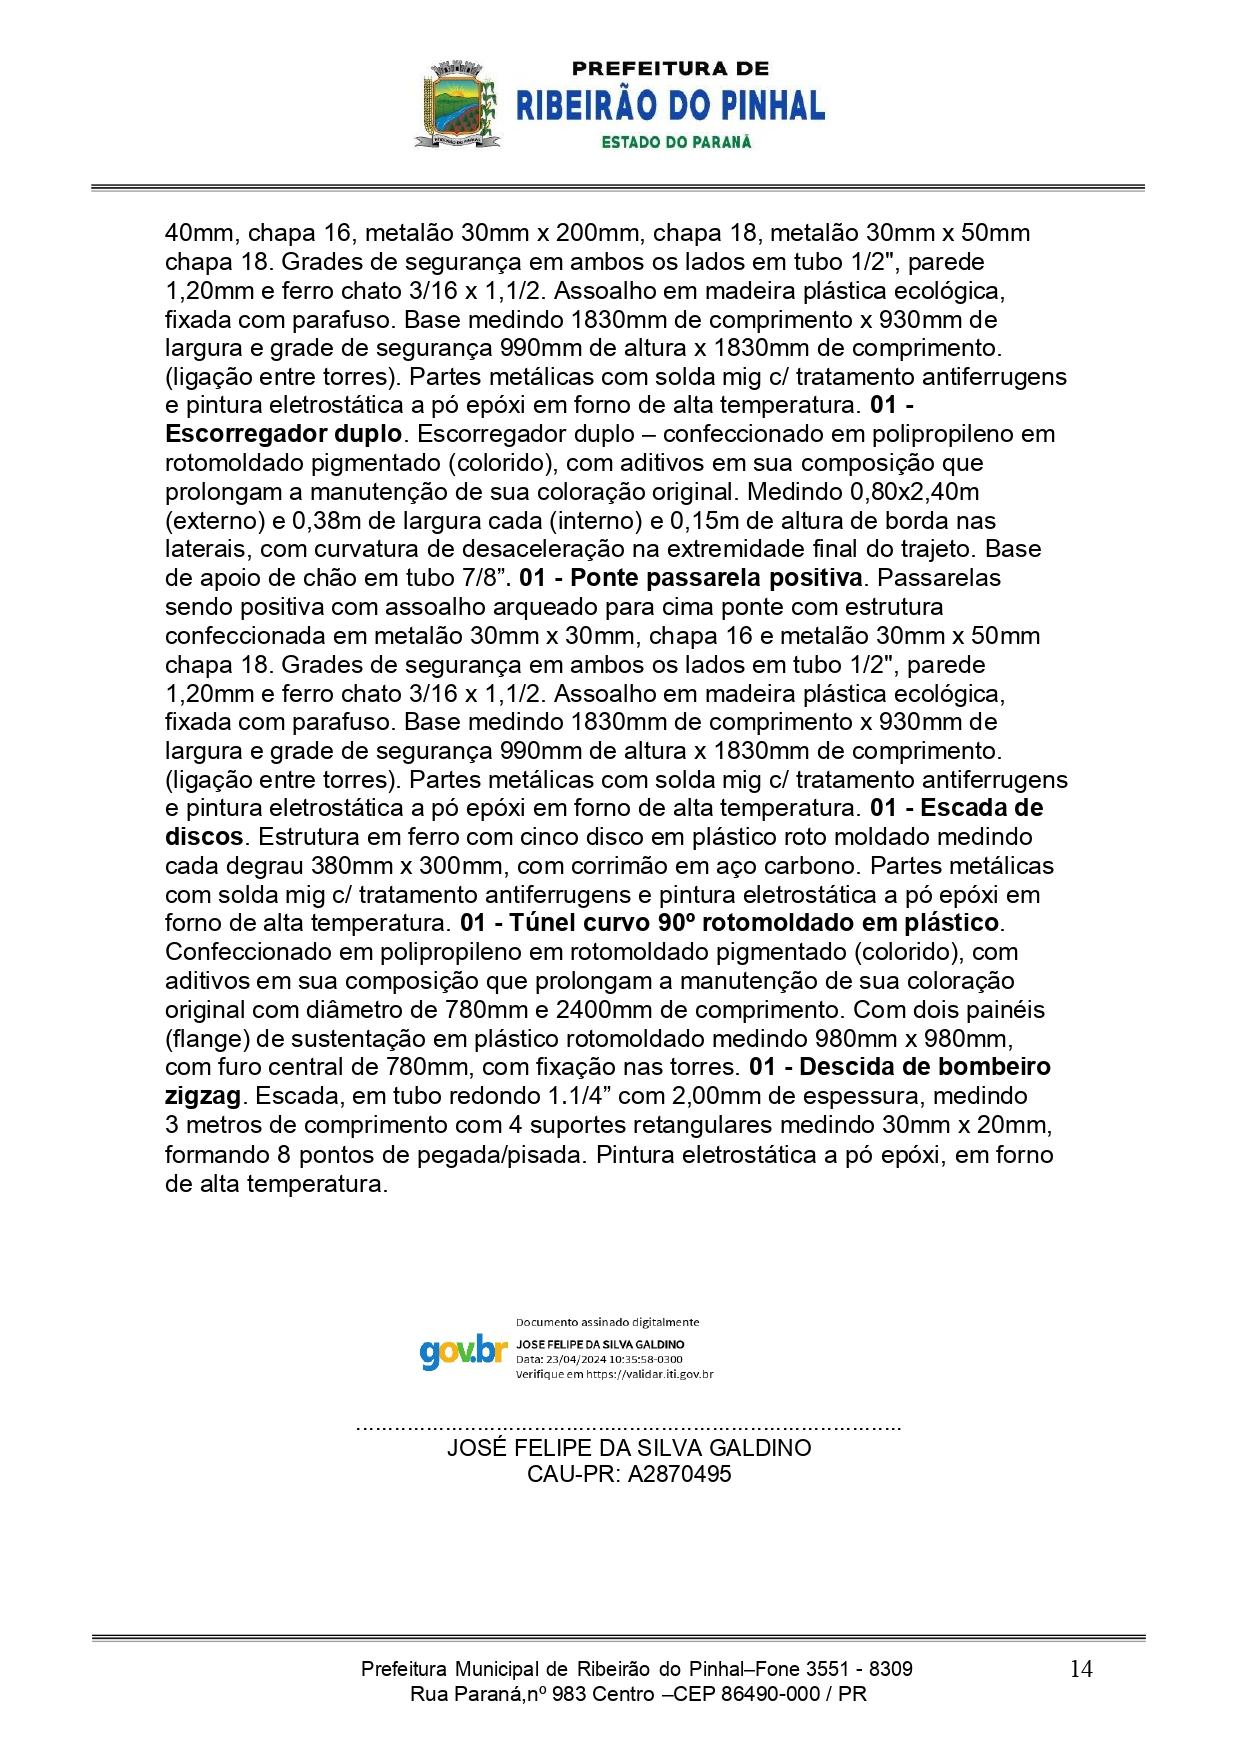 PREFEITURA DE
RIBEIRÃO DO PINHAL
ESTADO DO PARANÁ
RIBEIRÃO DO PINHAL
40mm, chapa 16, metalão 30mm x 200mm, chapa 18, metalão 30mm x 50mm
chapa 18. Grades de segurança em ambos os lados em tubo 1/2", parede
1,20mm e ferro chato 3/16 x 1,1/2. Assoalho em madeira plástica ecológica,
fixada com parafuso. Base medindo 1830mm de comprimento x 930mm de
largura e grade de segurança 990mm de altura x 1830mm de comprimento.
(ligação entre torres). Partes metálicas com solda mig c/ tratamento antiferrugens
e pintura eletrostática a pó epóxi em forno de alta temperatura. 01 -
Escorregador duplo. Escorregador duplo – confeccionado em polipropileno em
rotomoldado pigmentado (colorido), com aditivos em sua composição que
prolongam a manutenção de sua coloração original. Medindo 0,80x2,40m
(externo) e 0,38m de largura cada (interno) e 0,15m de altura de borda nas
laterais, com curvatura de desaceleração na extremidade final do trajeto. Base
de apoio de chão em tubo 7/8”. 01 - Ponte passarela positiva. Passarelas
sendo positiva com assoalho arqueado para cima ponte com estrutura
confeccionada em metalão 30mm x 30mm, chapa 16 e metalão 30mm x 50mm
chapa 18. Grades de segurança em ambos os lados em tubo 1/2", parede
1,20mm e ferro chato 3/16 x 1,1/2. Assoalho em madeira plástica ecológica,
fixada com parafuso. Base medindo 1830mm de comprimento x 930mm de
largura e grade de segurança 990mm de altura x 1830mm de comprimento.
(ligação entre torres). Partes metálicas com solda mig c/ tratamento antiferrugens
e pintura eletrostática a pó epóxi em forno de alta temperatura. 01 - Escada de
discos. Estrutura em ferro com cinco disco em plástico roto moldado medindo
cada degrau 380mm x 300mm, com corrimão em aço carbono. Partes metálicas
com solda mig c/ tratamento antiferrugens e pintura eletrostática a pó epóxi em
forno de alta temperatura. 01 - Túnel curvo 90º rotomoldado em plástico.
Confeccionado em polipropileno em rotomoldado pigmentado (colorido), com
aditivos em sua composição que prolongam a manutenção de sua coloração
original com diâmetro de 780mm e 2400mm de comprimento. Com dois painéis
(flange) de sustentação em plástico rotomoldado medindo 980mm x 980mm,
com furo central de 780mm, com fixação nas torres. 01 - Descida de bombeiro
zigzag. Escada, em tubo redondo 1.1/4” com 2,00mm de espessura, medindo
3 metros de comprimento com 4 suportes retangulares medindo 30mm x 20mm,
formando 8 pontos de pegada/pisada. Pintura eletrostática a pó epóxi, em forno
de alta temperatura.
gov.br
Documento assinado digitalmente
JOSE FELIPE DA SILVA GALDINO
Data: 23/04/2024 10:35:58-0300
Verifique em https://validar.iti.gov.br
....................................................................................
JOSÉ FELIPE DA SILVA GALDINO
CAU-PR: A2870495
Prefeitura Municipal de Ribeirão do Pinhal–Fone 3551 - 8309
14
Rua Paraná,nº 983 Centro –CEP 86490-000 / PR